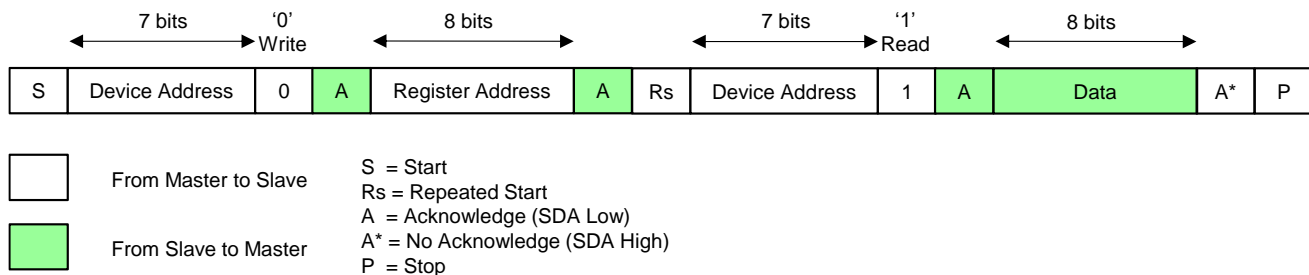 7 bits ‘0’ 8 bits 7 bits ‘1’ 8 bits
Write Read
S Device Address 0 A Register Address A Rs Device Address 1 A Data A* P
From Master to Slave
From Slave to Master
S = Start
Rs = Repeated Start
A = Acknowledge (SDA Low)
A* = No Acknowledge (SDA High)
P = Stop